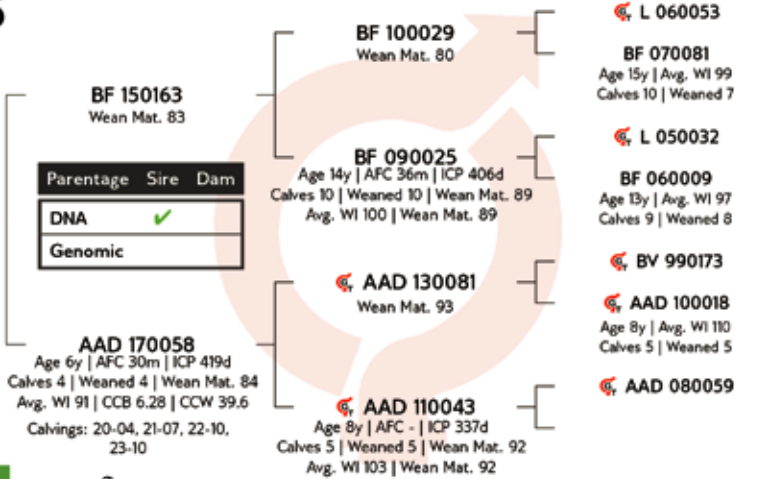 BF 150163
Wean Mat. 83
Parentage Sire Dam
DNA ✔
Genomic
AAD 170058
Age 6y | AFC 30m | ICP 419d
Calves 4 | Weaned 4 | Wean Mat. 84
Avg. WI 91 | CCB 6.28 | CCW 39.6
Calvings: 20-04, 21-07, 22-10,
23-10
BF 100029
Wean Mat. 80
BF 090025
Age 14y | AFC 36m | ICP 406d
Calves 10 | Weaned 10 | Wean Mat. 89
Avg. WI 100 | Wean Mat. 89
AAD 130081
Wean Mat. 93
AAD 110043
Age 8y | AFC - | ICP 337d
Calves 5 | Weaned 5 | Wean Mat. 92
Avg. WI 103 | Wean Mat. 92
L 060053
BF 070081
Age 15y | Avg. WI 99
Calves 10 | Weaned 7
L 050032
BF 060009
Age 13y | Avg. WI 97
Calves 9 | Weaned 8
BV 990173
AAD 100018
Age 8y | Avg. WI 110
Calves 5 | Weaned 5
AAD 080059